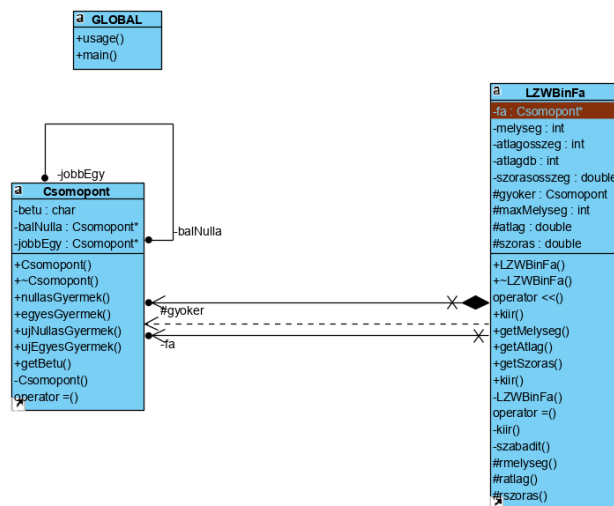 a
GLOBAL
+usage()
+main()
-jobbEgy
a
Csomopont
-betu : char
-balNulla : Csomopont*
-jobbEgy : Csomopont*
+Csomopont()
+~Csomopont()
+nullasGyermek()
+egyesGyermek()
+ujNullasGyermek()
+ujEgyesGyermek()
+getBetu()
-Csomopont()
operator =()
-balNulla
#gyoker
-fa
a
LZWBinFa
-fa : Csomopont*
-melyseg : int
-atlagosszeg : int
-atlagdb : int
-szorasosszeg : double
#gyoker : Csomopont
#maxMelyseg : int
#atlag : double
#szoras : double
+LZWBinFa()
+~LZWBinFa()
operator <<()
+kiir()
+getMelyseg()
+getAtlag()
+getSzoras()
+kiir()
-LZWBinFa()
operator =()
-kiir()
-szabadit()
#rmelyseg()
#ratlag()
#rszoras()